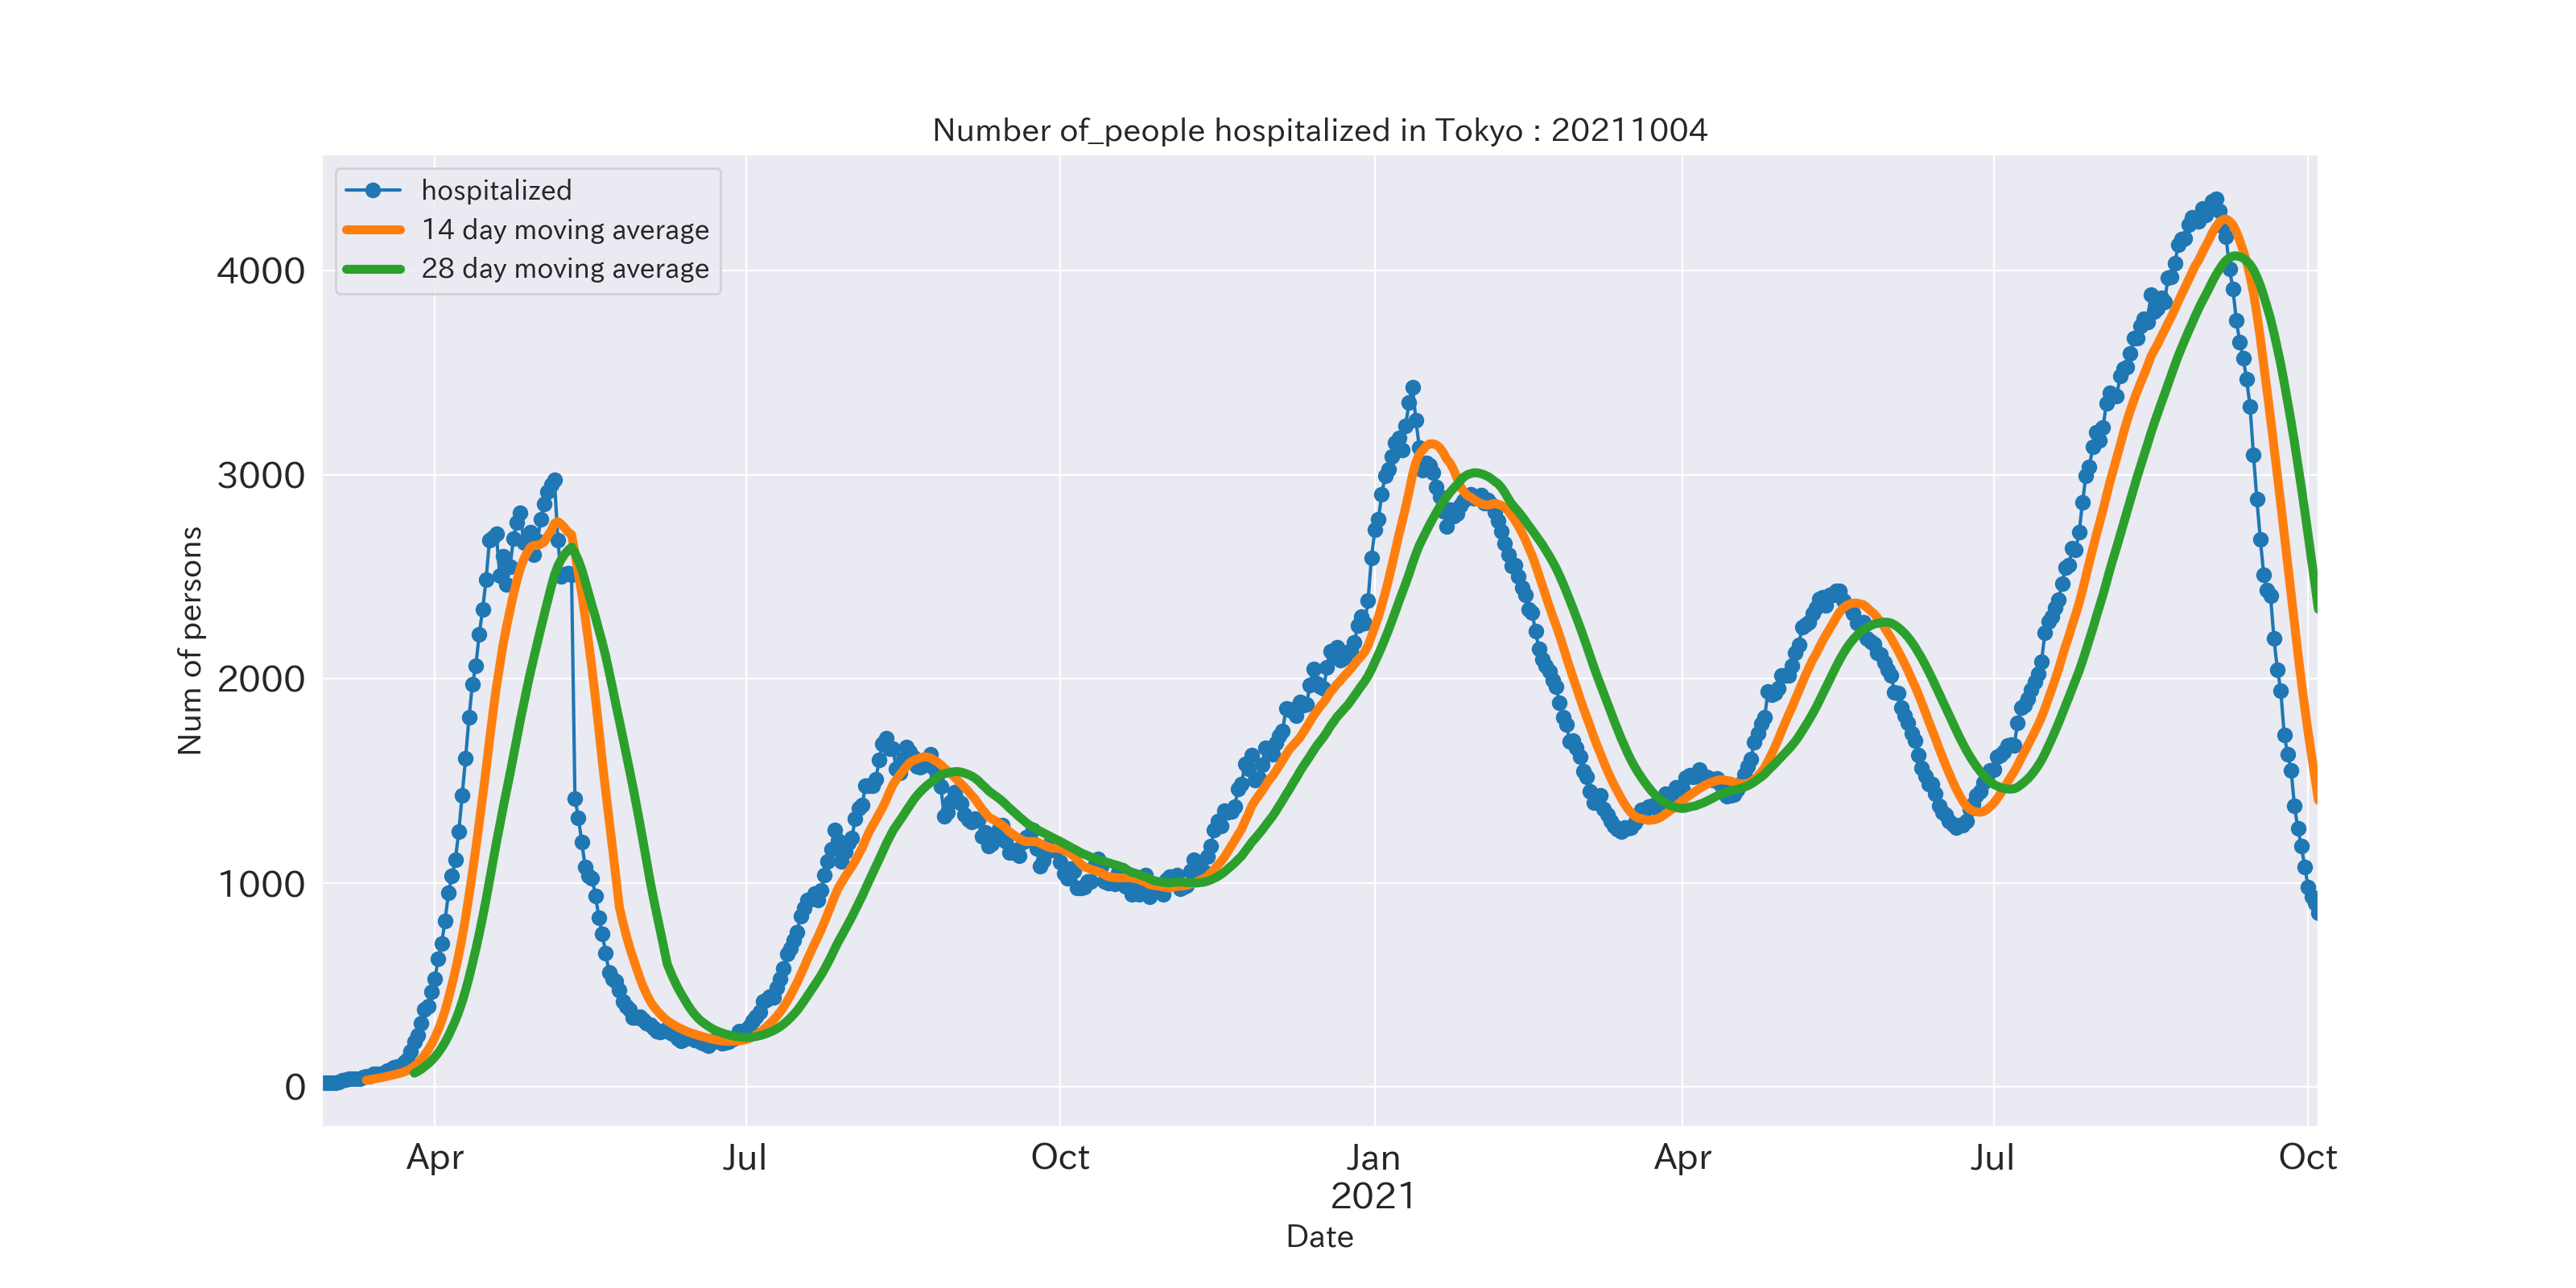 Number of_people hospitalized in Tokyo : 20211004
hospitalized
14 day moving average
28 day moving average
4000
3000
2000
1000
0
Num of persons
Apr
Jul
Oct
Jan
2021
Apr
Jul
Oct
Date